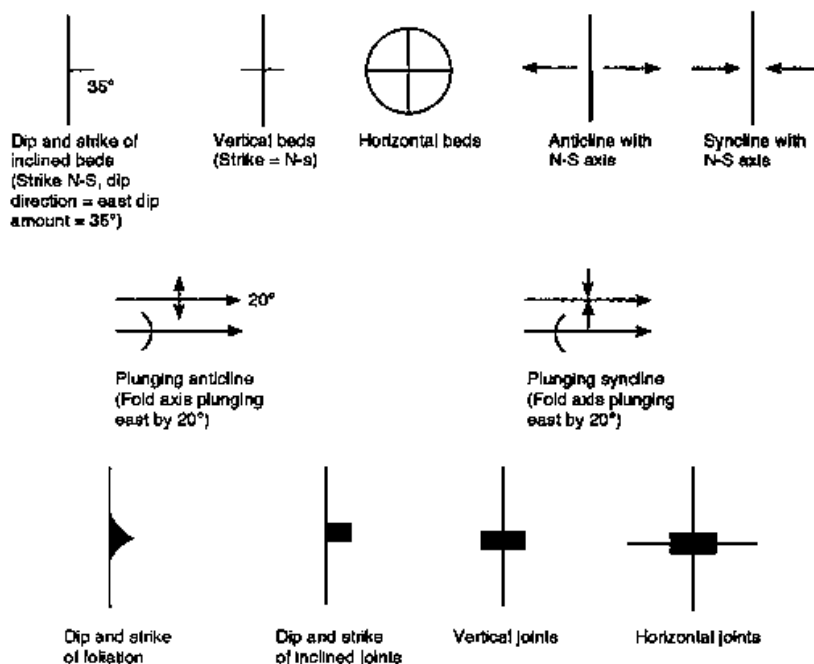 35°
Dip and strike of
inclined beds
(Strike N-S, dip
direction = east dip
amount = 35°)
Vertical beds
(Strike = N-s)
Horizontal beds
Anticline with
N-S axis
Syncline with
N-S axis
20°
Plunging anticline
(Fold axis plunging
east by 20°)
Plunging syncline
(Fold axis plunging
east by 20°)
Dip and strike
of foliation
Dip and strike
of inclined joints
Vertical joints
Horizontal joints